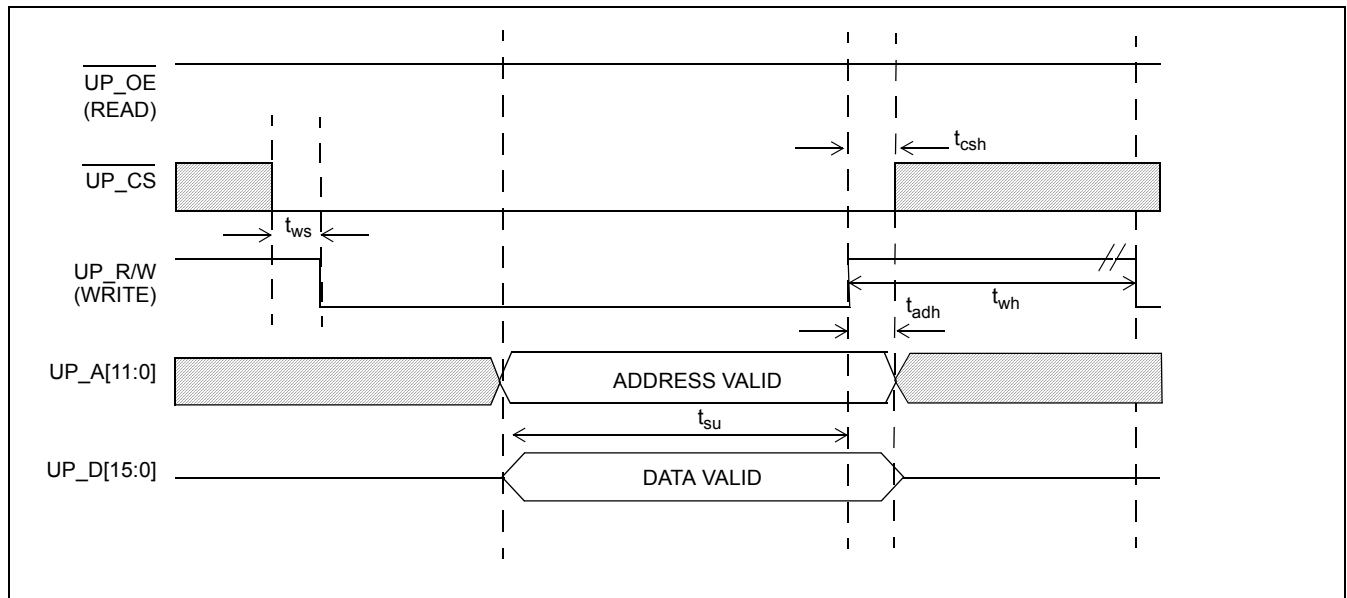 UP_OE
(READ)
t_csh
UP_CS
t_ws
UP_R/W
(WRITE)
t_wh
t_adh
UP_A[11:0]
ADDRESS VALID
t_su
UP_D[15:0]
DATA VALID